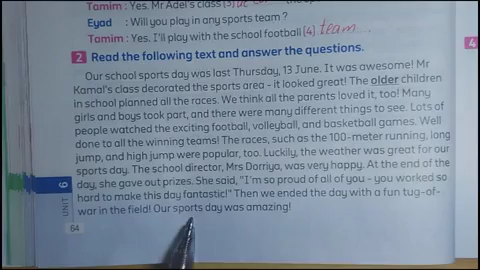 Tamim : Yes. Mr Adel's class [3]
Eyad : Will you play in any sports team ?
Tamim : Yes. I'll play with the school football [4] team
2 Read the following text and answer the questions.
Our school sports day was last Thursday, 13 June. It was awesome! Mr
Kamal's class decorated the sports area - it looked great! The older children
in school planned all the races. We think all the parents loved it, too! Many
girls and boys took part, and there were many different things to see. Lots of
people watched the exciting football, volleyball, and basketball games. Well
done to all the winning teams! The races, such as the 100-meter running, long
jump, and high jump were popular, too. Luckily, the weather was great for our
sports day. The school director, Mrs Dorriya, was very happy. At the end of the
day, she gave out prizes. She said, "I'm so proud of all of you - you worked so
hard to make this day fantastic!" Then we ended the day with a fun tug-of-
war in the field! Our sports day was amazing!
UNIT 6
64
4